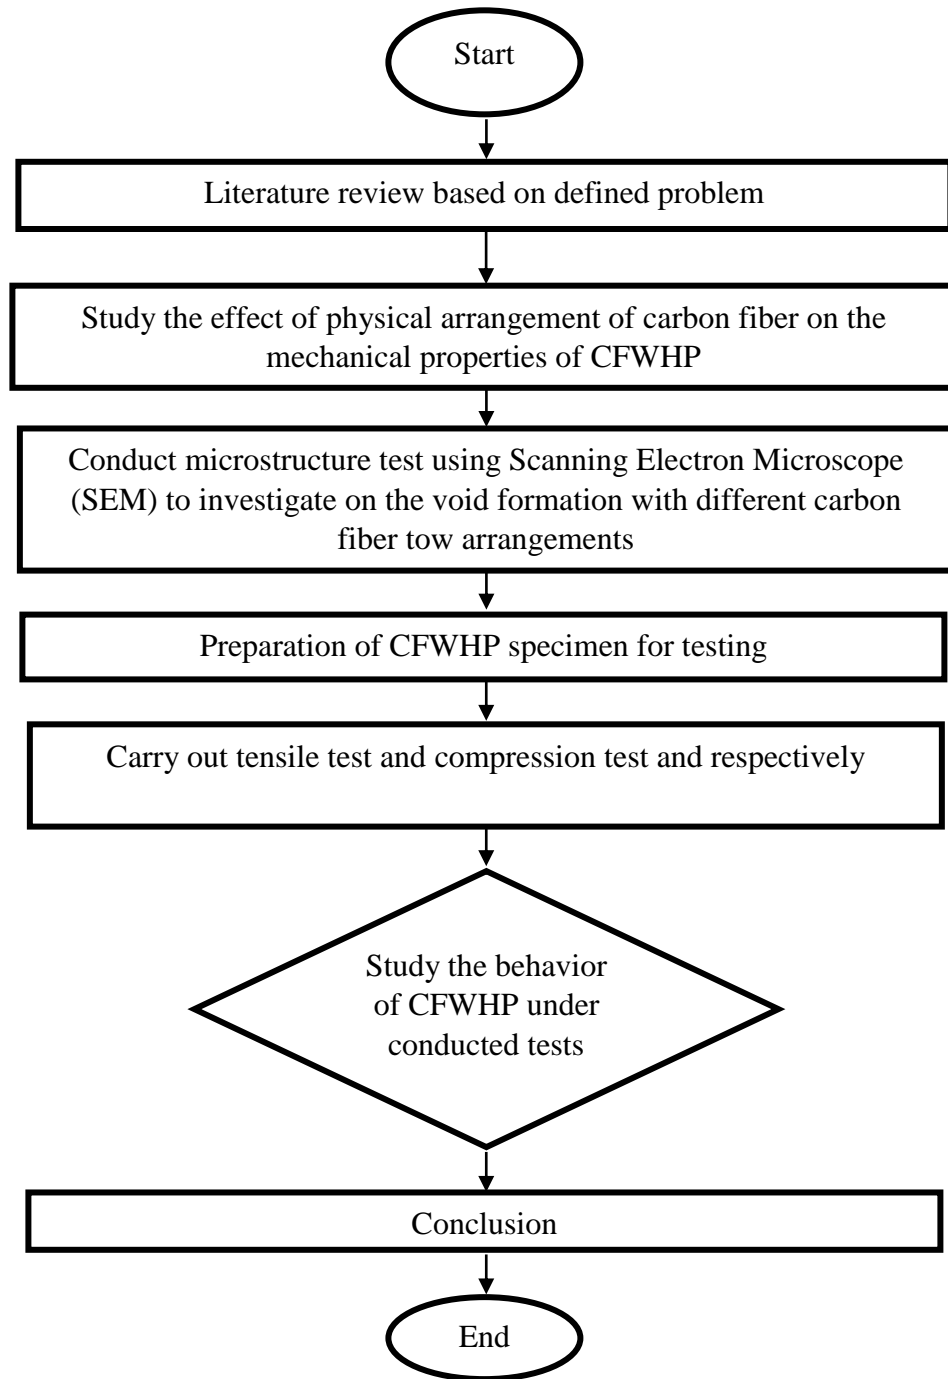 Start
Literature review based on defined problem
Study the effect of physical arrangement of carbon fiber on the
mechanical properties of CFWHP
Conduct microstructure test using Scanning Electron Microscope
(SEM) to investigate on the void formation with different carbon
fiber tow arrangements
Preparation of CFWHP specimen for testing
Carry out tensile test and compression test and respectively
Study the behavior
of CFWHP under
conducted tests
Conclusion
End